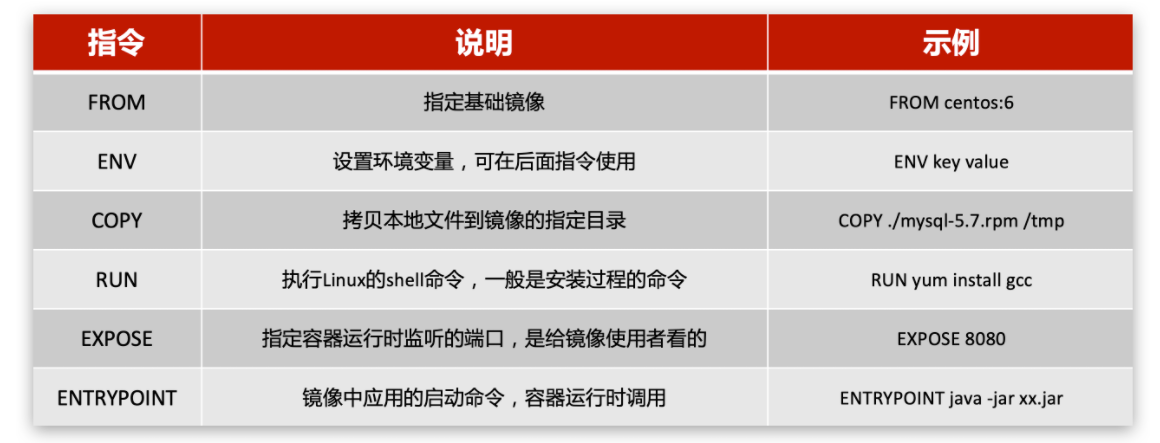 指令 说明 示例
FROM 指定基础镜像 FROM centos:6
ENV 设置环境变量，可在后面指令使用 ENV key value
COPY 拷贝本地文件到镜像的指定目录 COPY ./mysql-5.7.rpm /tmp
RUN 执行Linux的shell命令，一般是安装过程的命令 RUN yum install gcc
EXPOSE 指定容器运行时监听的端口，是给镜像使用者看的 EXPOSE 8080
ENTRYPOINT 镜像中应用的启动命令，容器运行时调用 ENTRYPOINT java -jar xx.jar